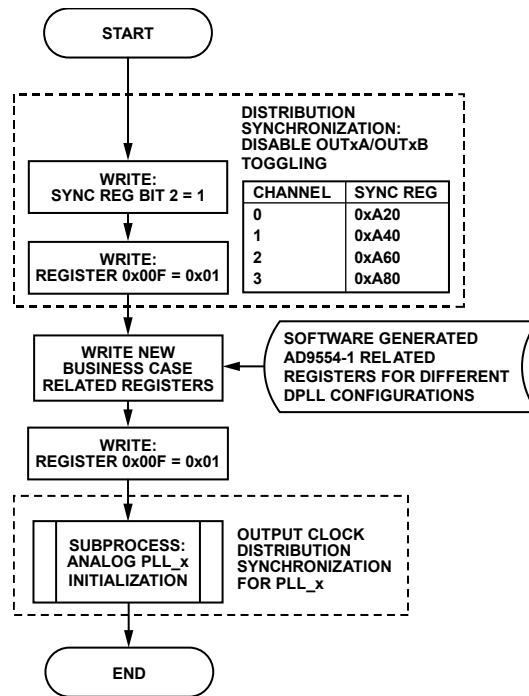 START
DISTRIBUTION
SYNCHRONIZATION:
DISABLE OUTxA/OUTxB
TOGGLING
WRITE:
SYNC REG BIT 2 = 1
CHANNEL SYNC REG
0 0xA20
1 0xA40
2 0xA60
3 0xA80
WRITE:
REGISTER 0x00F = 0x01
WRITE NEW
BUSINESS CASE
RELATED REGISTERS
SOFTWARE GENERATED
AD9554-1 RELATED
REGISTERS FOR DIFFERENT
DPLL CONFIGURATIONS
WRITE:
REGISTER 0x00F = 0x01
SUBPROCESS:
ANALOG PLL_x
INITIALIZATION
OUTPUT CLOCK
DISTRIBUTION
SYNCHRONIZATION
FOR PLL_x
END